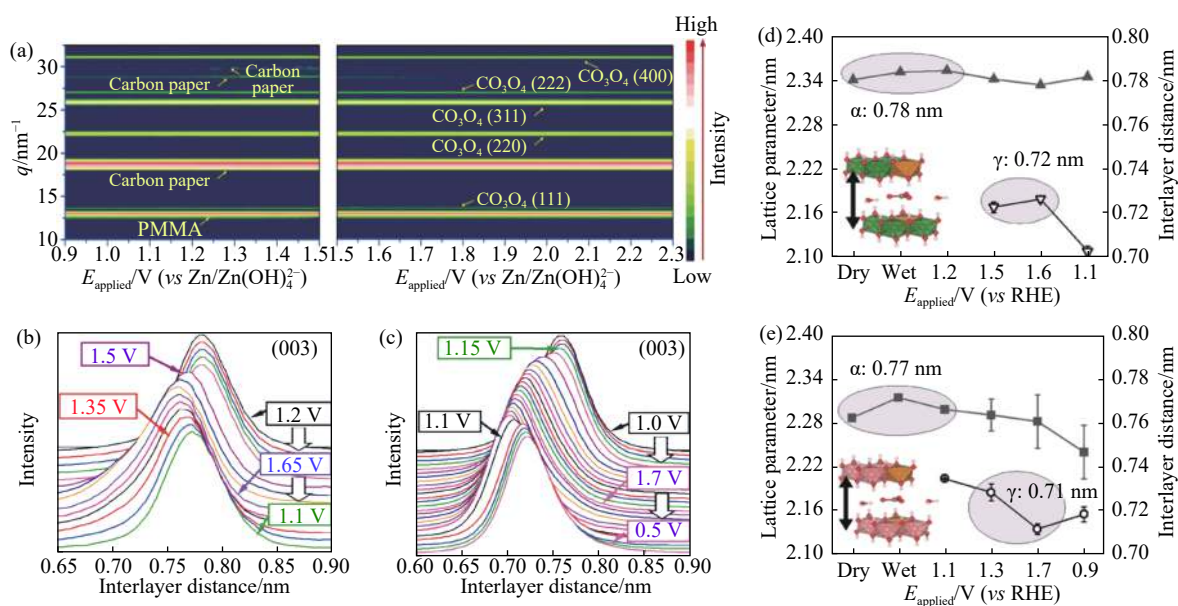 (a)
q/nm⁻¹
30
25
20
15
10
Carbon paper
Carbon
paper
Carbon paper
PMMA
CO₃O₄ (400)
CO₃O₄ (222)
CO₃O₄ (311)
CO₃O₄ (220)
CO₃O₄ (111)
0.9 1.0 1.1 1.2 1.3 1.4 1.5
1.5 1.6 1.7 1.8 1.9 2.0 2.1 2.2 2.3
E_applied/V (vs Zn/Zn(OH)₄²⁻)
E_applied/V (vs Zn/Zn(OH)₄²⁻)
High
Intensity
Low
(b)
(003)
1.5 V
1.35 V
1.2 V
1.65 V
1.1 V
Intensity
0.65 0.70 0.75 0.80 0.85 0.90
Interlayer distance/nm
(c)
(003)
1.15 V
1.1 V
1.0 V
1.7 V
0.5 V
Intensity
0.65 0.70 0.75 0.80 0.85 0.90
Interlayer distance/nm
(d)
Lattice parameter/nm
2.40
2.34
2.28
2.22
2.16
2.10
α: 0.78 nm
γ: 0.72 nm
0.80
0.78
0.76
0.74
0.72
0.70
Interlayer distance/nm
Dry Wet 1.2 1.5 1.6 1.1
E_applied/V (vs RHE)
(e)
Lattice parameter/nm
2.40
2.34
2.28
2.22
2.16
2.10
α: 0.77 nm
γ: 0.71 nm
0.80
0.78
0.76
0.74
0.72
0.70
Interlayer distance/nm
Dry Wet 1.1 1.3 1.7 0.9
E_applied/V (vs RHE)